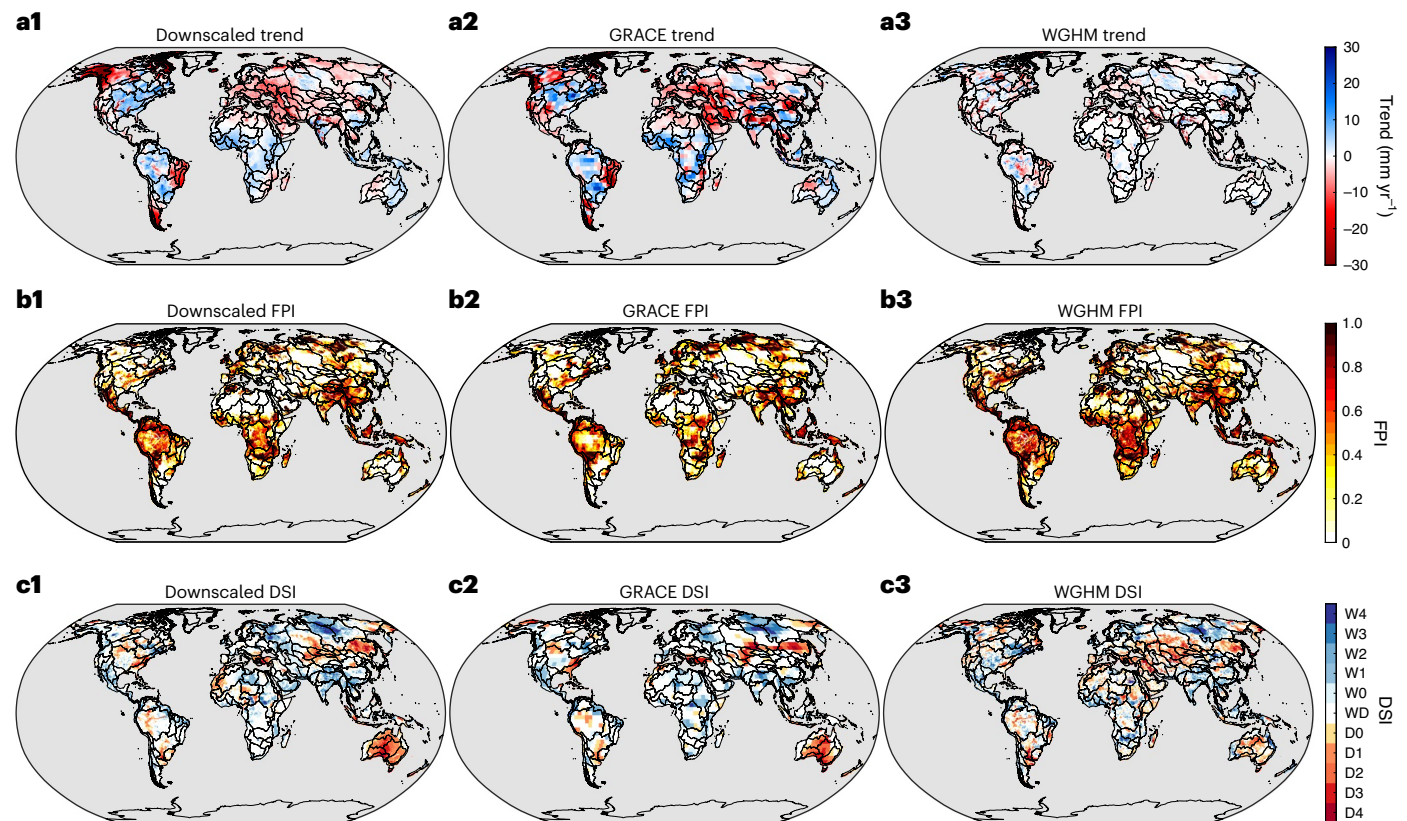 a1
Downscaled trend
a2
GRACE trend
a3
WGHM trend
30
20
10
0
–10
–20
–30
Trend (mm yr⁻¹)
b1
Downscaled FPI
b2
GRACE FPI
b3
WGHM FPI
1.0
0.8
0.6
0.4
0.2
0
FPI
c1
Downscaled DSI
c2
GRACE DSI
c3
WGHM DSI
W4
W3
W2
W1
W0
WD
D0
D1
D2
D3
D4
DSI